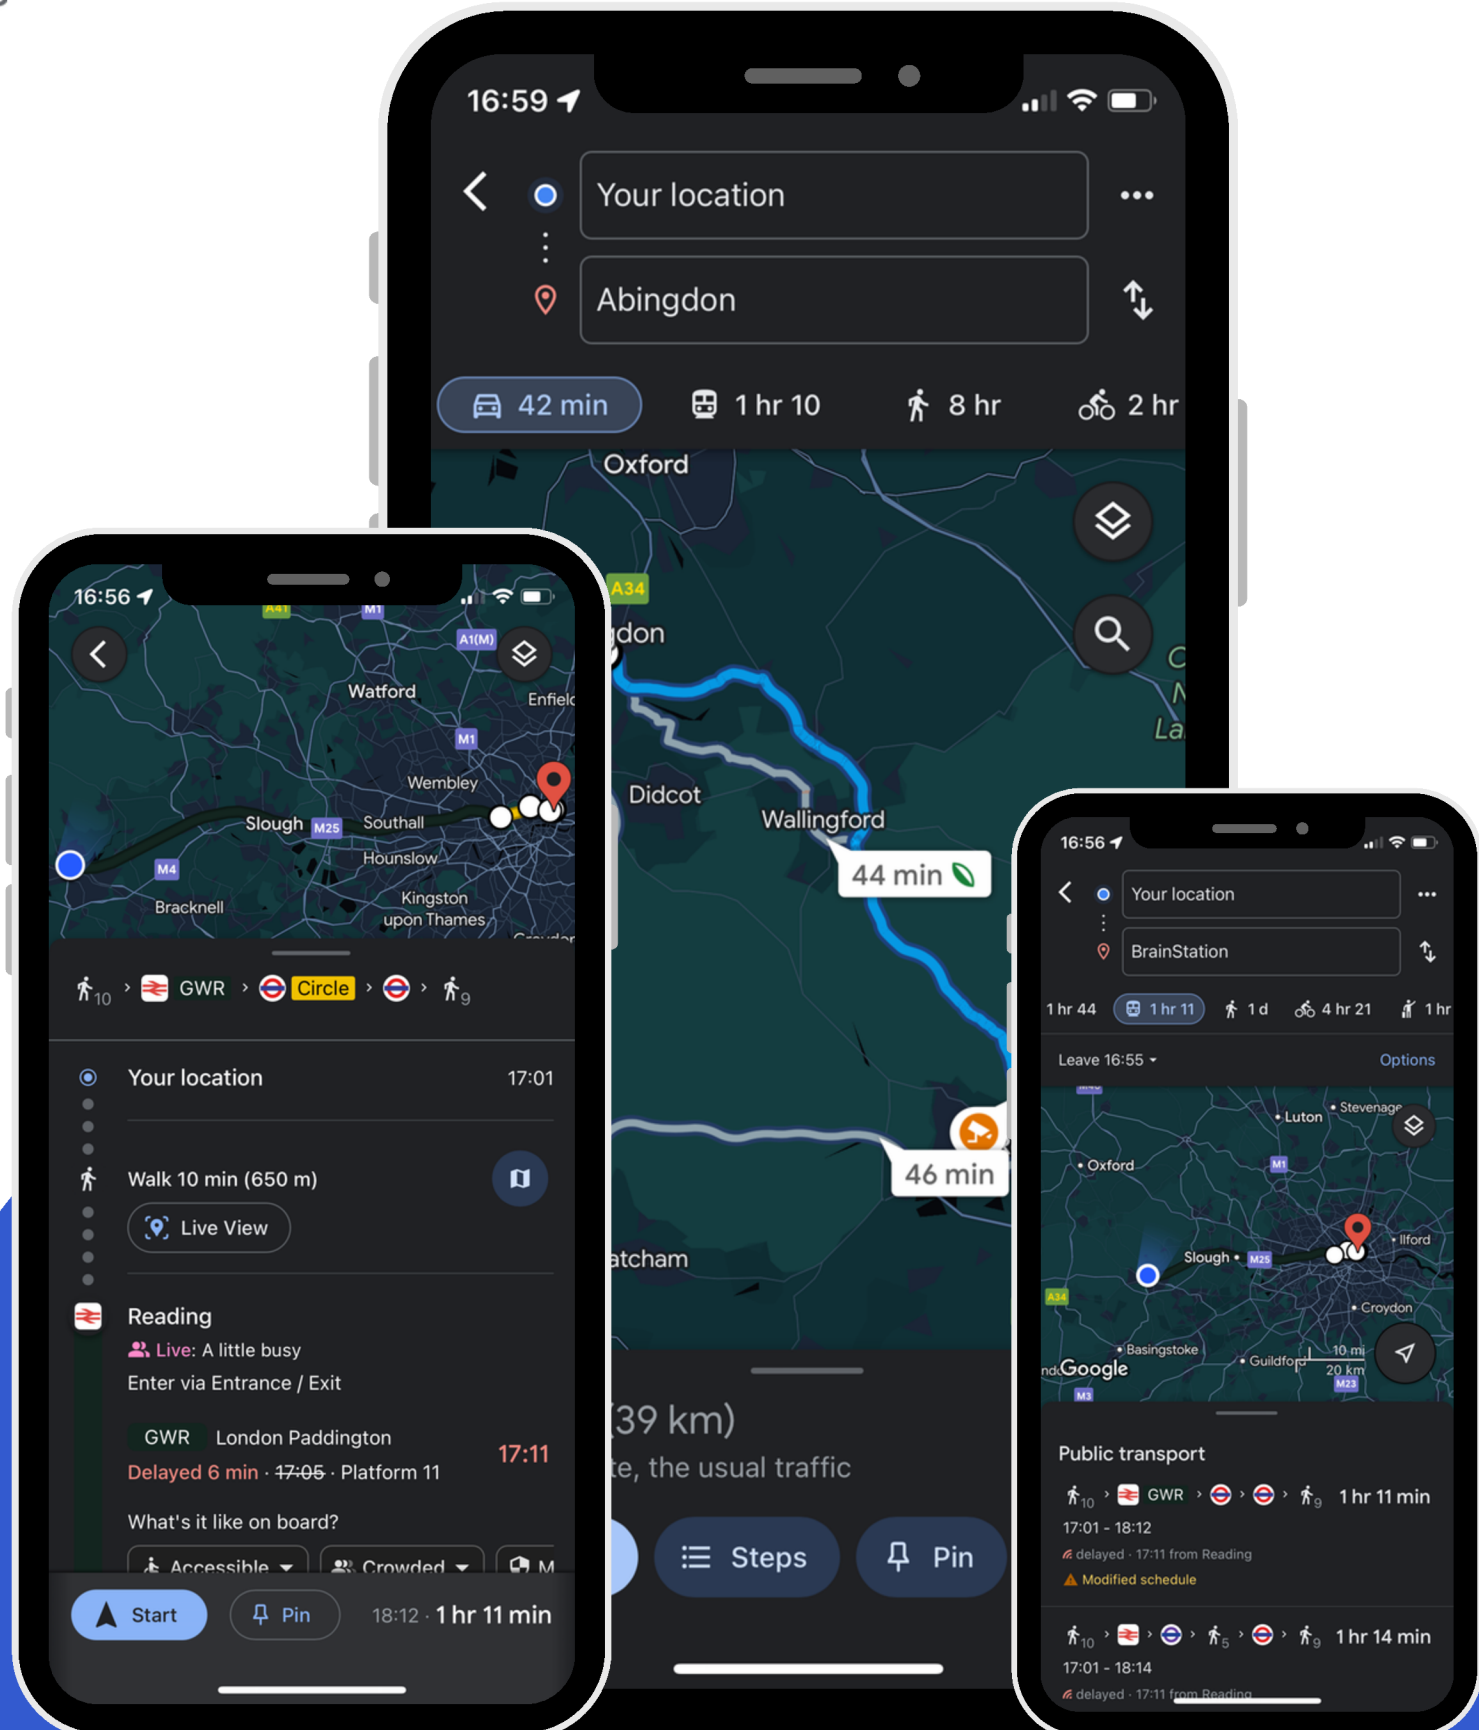 16:59
Your location
Abingdon
42 min
1 hr 10
8 hr
2 hr
Oxford
A34
gdon
Didcot
Wallingford
44 min
46 min
atcham
(39 km)
te, the usual traffic
Steps
Pin
16:56
A41
M1
A1(M)
Watford
Enfield
M1
Wembley
Slough
M25
Southall
Hounslow
M4
Bracknell
Kingston
upon Thames
Croydon
10 GWR Circle 9
Your location 17:01
Walk 10 min (650 m)
Live View
Reading
Live: A little busy
Enter via Entrance / Exit
GWR London Paddington
17:11
Delayed 6 min · 17:05 · Platform 11
What's it like on board?
Accessible Crowded M
Start Pin 18:12 · 1 hr 11 min
16:56
Your location
BrainStation
1 hr 44 1 hr 11 1 d 4 hr 21 1 hr
Leave 16:55 Options
Luton
Stevenage
Oxford
M1
Ilford
Slough
M25
A34
Croydon
Basingstoke
Guildford
10 mi
20 km
Google
M23
M3
Public transport
10 GWR 9 1 hr 11 min
17:01 - 18:12
delayed · 17:11 from Reading
Modified schedule
10 5 9 1 hr 14 min
17:01 - 18:14
delayed · 17:11 from Reading